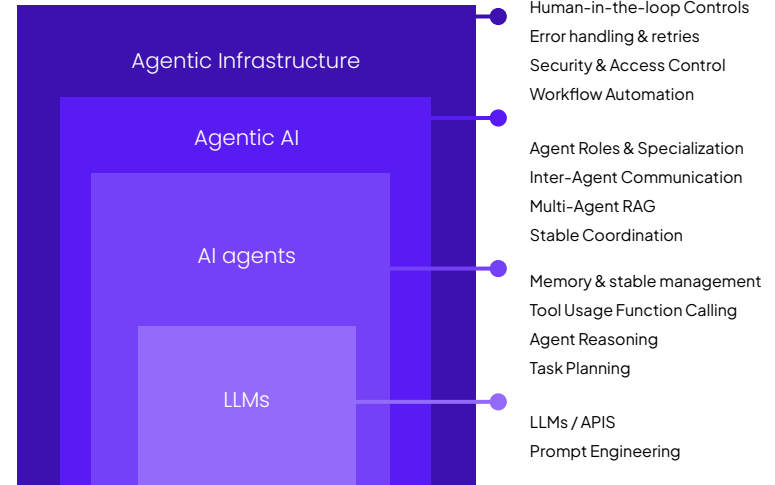 Agentic Infrastructure
Agentic AI
AI agents
LLMs
Human-in-the-loop Controls
Error handling & retries
Security & Access Control
Workflow Automation
Agent Roles & Specialization
Inter-Agent Communication
Multi-Agent RAG
Stable Coordination
Memory & stable management
Tool Usage Function Calling
Agent Reasoning
Task Planning
LLMs / APIS
Prompt Engineering